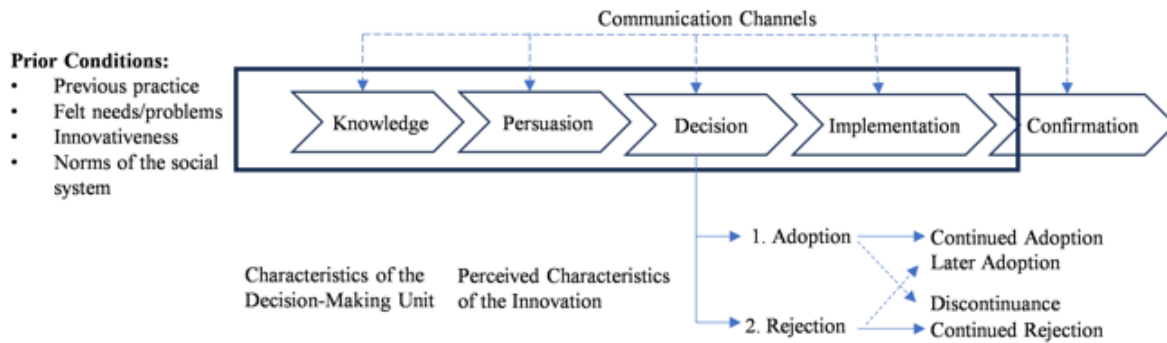 Communication Channels
Prior Conditions:
• Previous practice
• Felt needs/problems
• Innovativeness
• Norms of the social
system
Knowledge
Persuasion
Decision
Implementation
Confirmation
1. Adoption
Continued Adoption
Later Adoption
Characteristics of the
Decision-Making Unit
Perceived Characteristics
of the Innovation
Discontinuance
2. Rejection
Continued Rejection